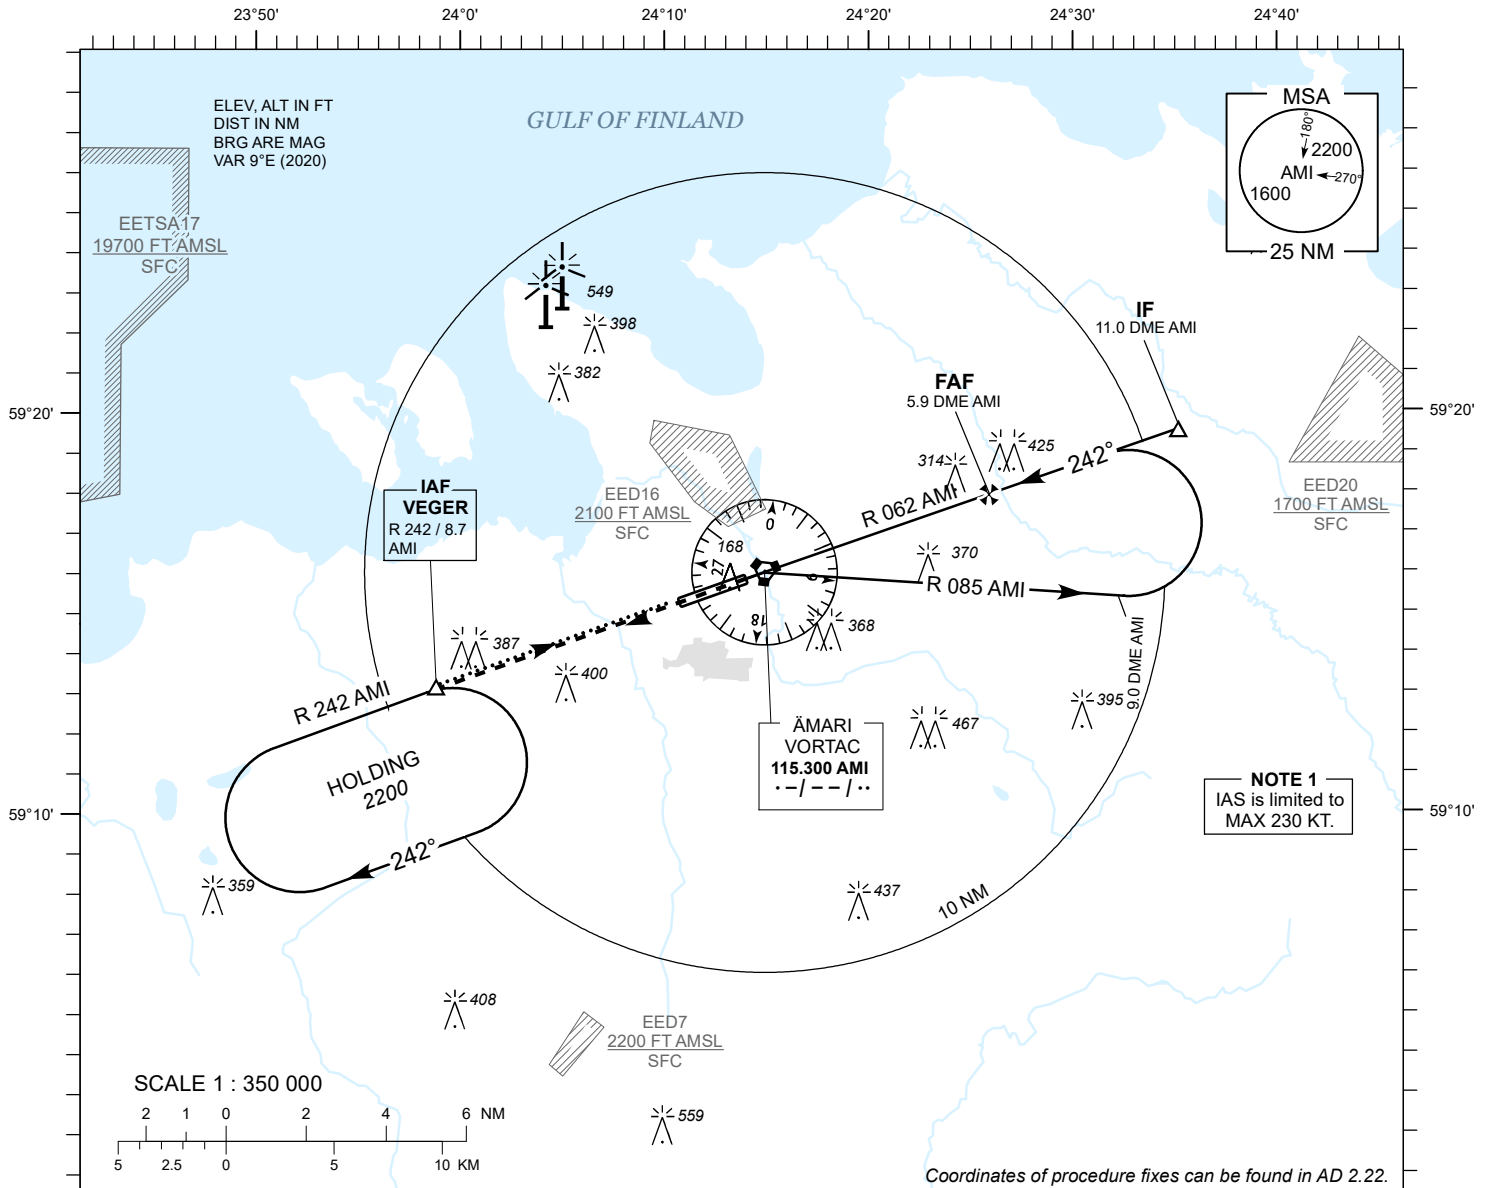 23°50'
24°0'
24°10'
24°20'
24°30'
24°40'
ELEV, ALT IN FT
DIST IN NM
BRG ARE MAG
VAR 9°E (2020)
GULF OF FINLAND
MSA
180°
2200
AMI
270°
1600
25 NM
EETSA17
19700 FT AMSL
SFC
549
398
382
IF
11.0 DME AMI
FAF
5.9 DME AMI
59°20'
59°20'
425
314
242°
R 062 AMI
IAF
VEGER
R 242 / 8.7
AMI
EED16
2100 FT AMSL
SFC
EED20
1700 FT AMSL
SFC
0
168
27
9
18
370
R 085 AMI
368
387
400
9.0 DME AMI
395
467
R 242 AMI
HOLDING
2200
242°
ÄMARI
VORTAC
115.300 AMI
· – / – – / · ·
NOTE 1
IAS is limited to
MAX 230 KT.
59°10'
59°10'
359
437
10 NM
408
EED7
2200 FT AMSL
SFC
559
SCALE 1 : 350 000
2 1 0 2 4 6 NM
5 2.5 0 5 10 KM
Coordinates of procedure fixes can be found in AD 2.22.